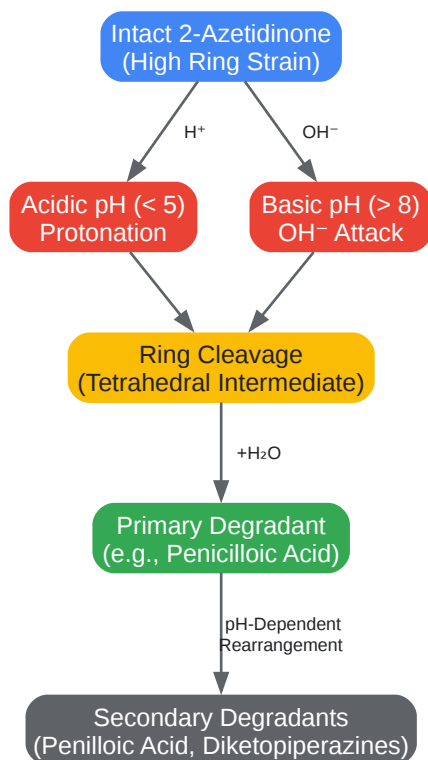 Intact 2-Azetidinone
(High Ring Strain)
H⁺
OH⁻
Acidic pH (< 5)
Protonation
Basic pH (> 8)
OH⁻ Attack
Ring Cleavage
(Tetrahedral Intermediate)
+H₂O
Primary Degradant
(e.g., Penicilloic Acid)
pH-Dependent
Rearrangement
Secondary Degradants
(Penilloic Acid, Diketopiperazines)